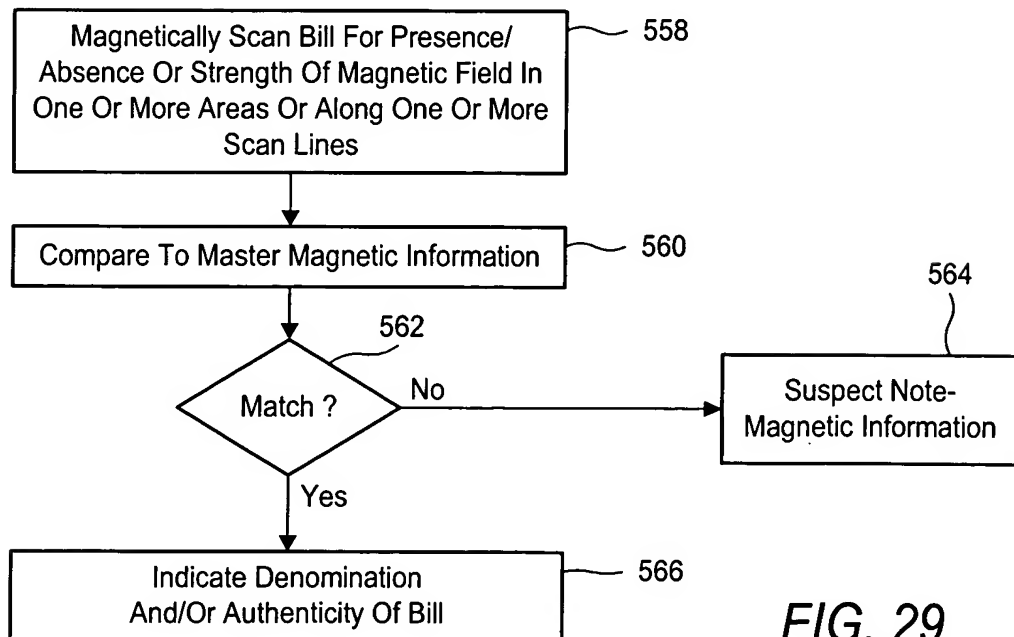 Magnetically Scan Bill For Presence/
Absence Or Strength Of Magnetic Field In
One Or More Areas Or Along One Or More
Scan Lines
558
Compare To Master Magnetic Information
560
562
Match ?
No
564
Suspect Note-
Magnetic Information
Yes
Indicate Denomination
And/Or Authenticity Of Bill
566
FIG. 29